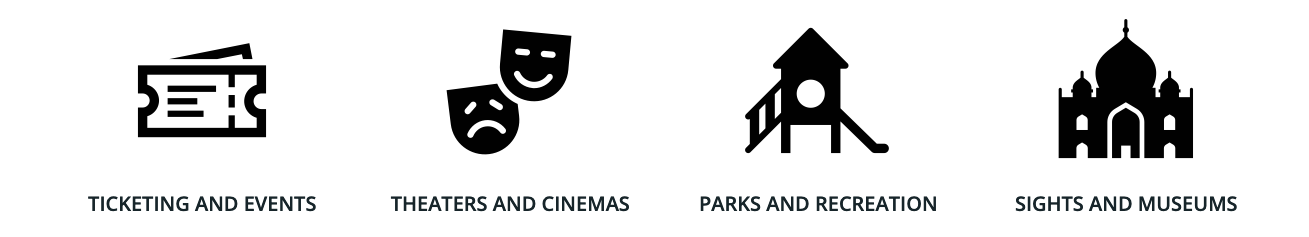 TICKETING AND EVENTS
THEATERS AND CINEMAS
PARKS AND RECREATION
SIGHTS AND MUSEUMS